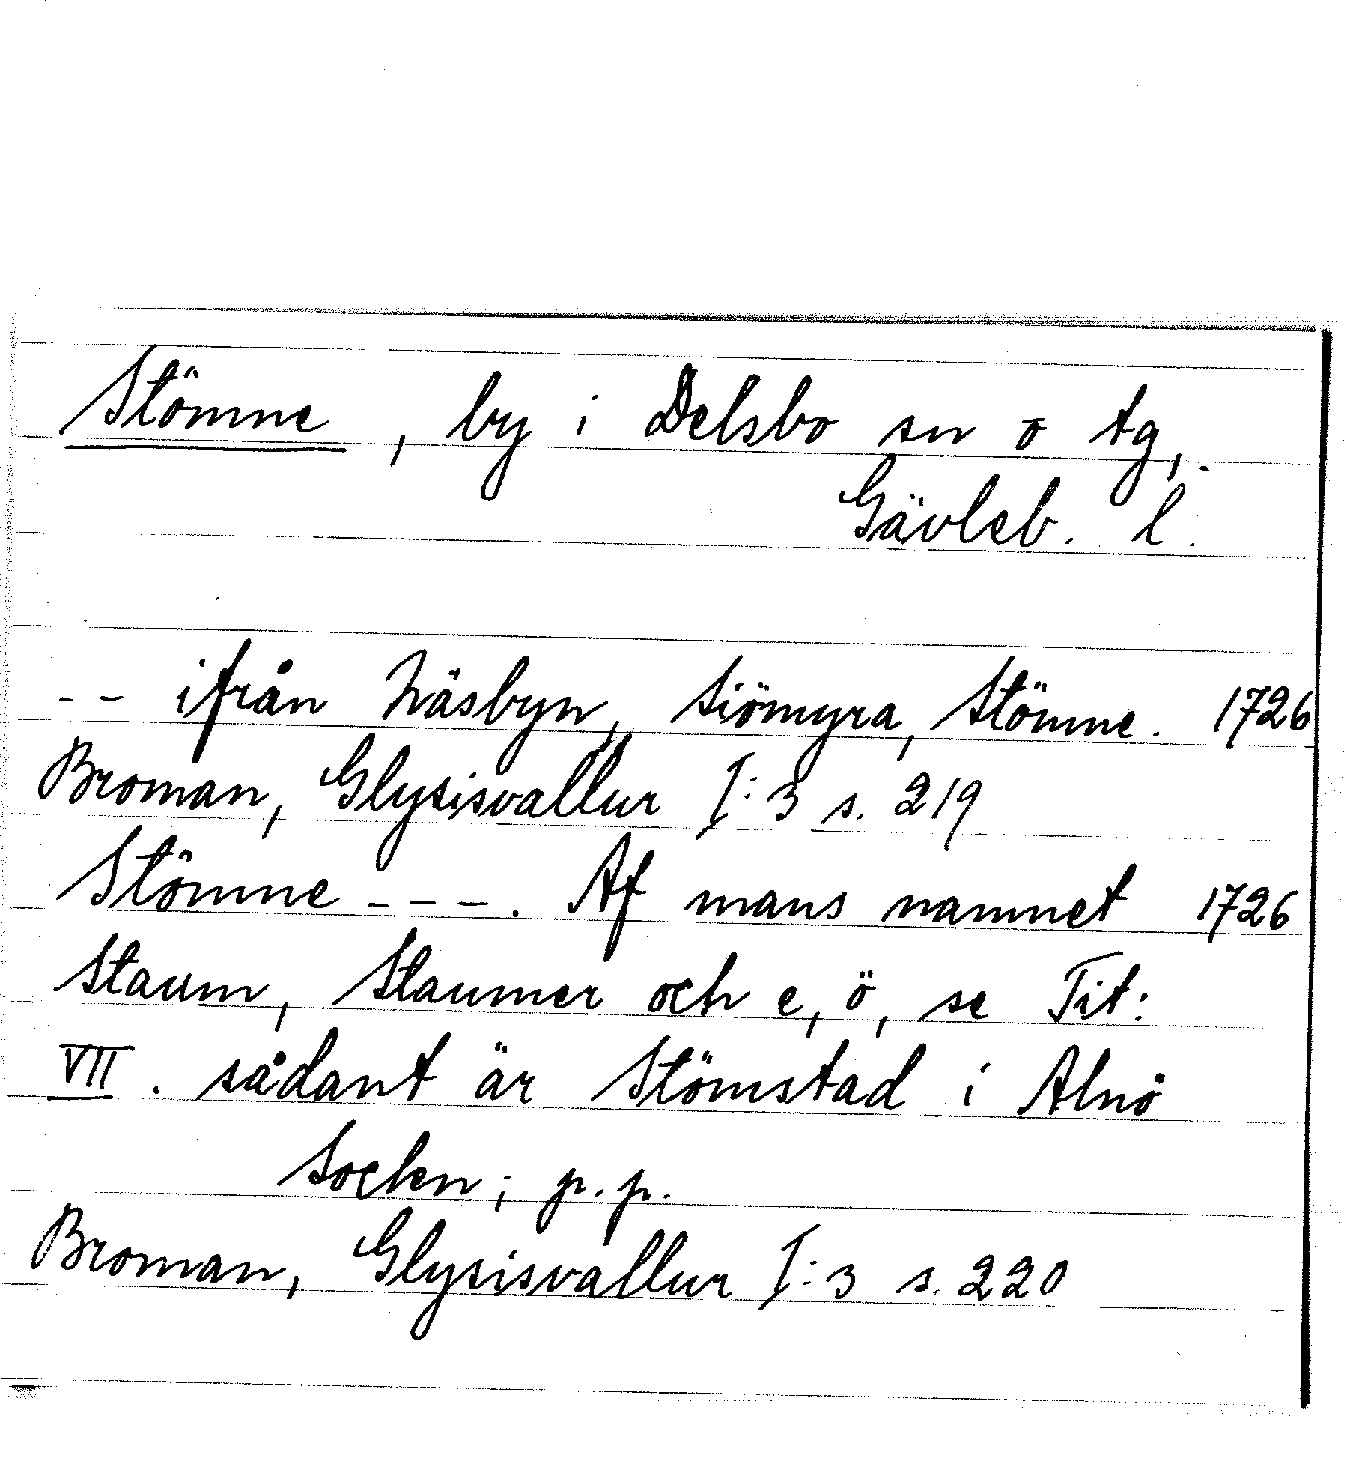 Stömne, by i Delsbo sn o tg,
Gävleb. l.
-- ifrån Näsbyn, Siömyra, Stömne. 1726
Broman, Glysisvallur I:3 s. 219
Stömne ---. Af mans namnet 1726
Staum, Staumer och e, ö, se Tit:
VII. sådant är Stömstad i Alnö
Socken; p.p.
Broman, Glysisvallur I:3 s. 220